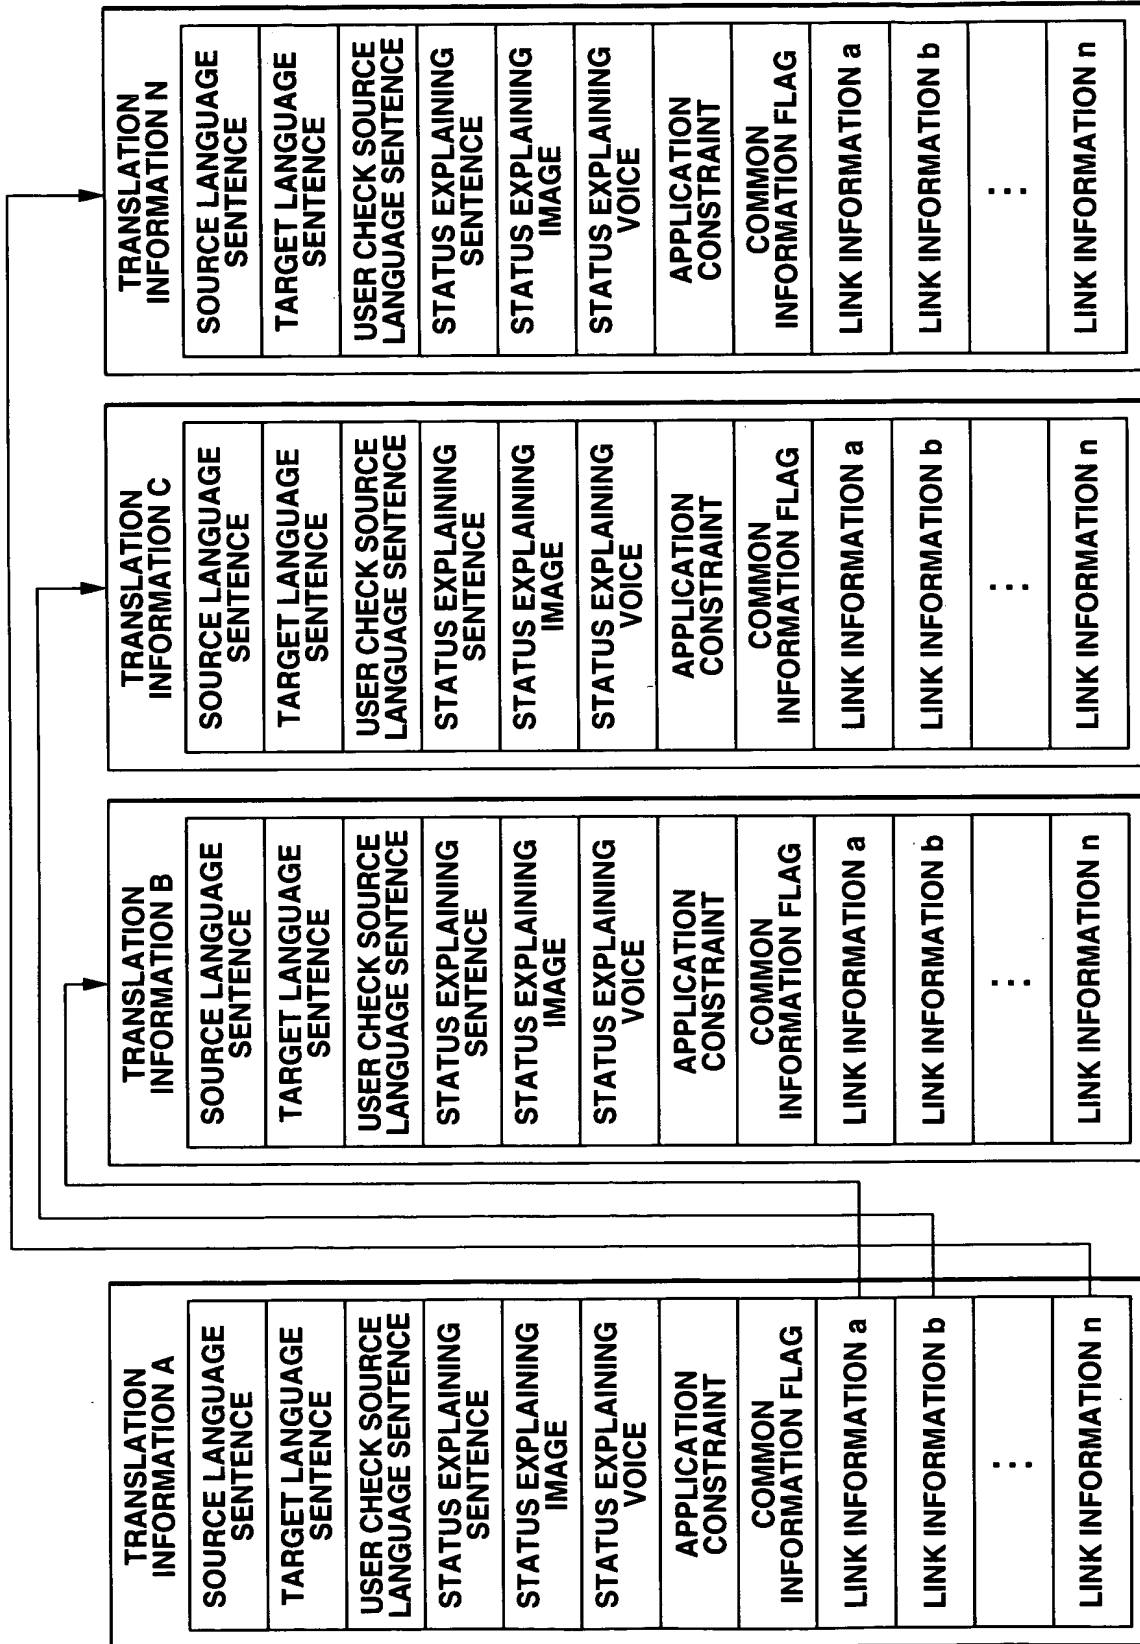 TRANSLATION
INFORMATION A
SOURCE LANGUAGE
SENTENCE
TARGET LANGUAGE
SENTENCE
USER CHECK SOURCE
LANGUAGE SENTENCE
STATUS EXPLAINING
SENTENCE
STATUS EXPLAINING
IMAGE
STATUS EXPLAINING
VOICE
APPLICATION
CONSTRAINT
COMMON
INFORMATION FLAG
LINK INFORMATION a
LINK INFORMATION b
...
LINK INFORMATION n
TRANSLATION
INFORMATION B
SOURCE LANGUAGE
SENTENCE
TARGET LANGUAGE
SENTENCE
USER CHECK SOURCE
LANGUAGE SENTENCE
STATUS EXPLAINING
SENTENCE
STATUS EXPLAINING
IMAGE
STATUS EXPLAINING
VOICE
APPLICATION
CONSTRAINT
COMMON
INFORMATION FLAG
LINK INFORMATION a
LINK INFORMATION b
...
LINK INFORMATION n
TRANSLATION
INFORMATION C
SOURCE LANGUAGE
SENTENCE
TARGET LANGUAGE
SENTENCE
USER CHECK SOURCE
LANGUAGE SENTENCE
STATUS EXPLAINING
SENTENCE
STATUS EXPLAINING
IMAGE
STATUS EXPLAINING
VOICE
APPLICATION
CONSTRAINT
COMMON
INFORMATION FLAG
LINK INFORMATION a
LINK INFORMATION b
...
LINK INFORMATION n
TRANSLATION
INFORMATION N
SOURCE LANGUAGE
SENTENCE
TARGET LANGUAGE
SENTENCE
USER CHECK SOURCE
LANGUAGE SENTENCE
STATUS EXPLAINING
SENTENCE
STATUS EXPLAINING
IMAGE
STATUS EXPLAINING
VOICE
APPLICATION
CONSTRAINT
COMMON
INFORMATION FLAG
LINK INFORMATION a
LINK INFORMATION b
...
LINK INFORMATION n